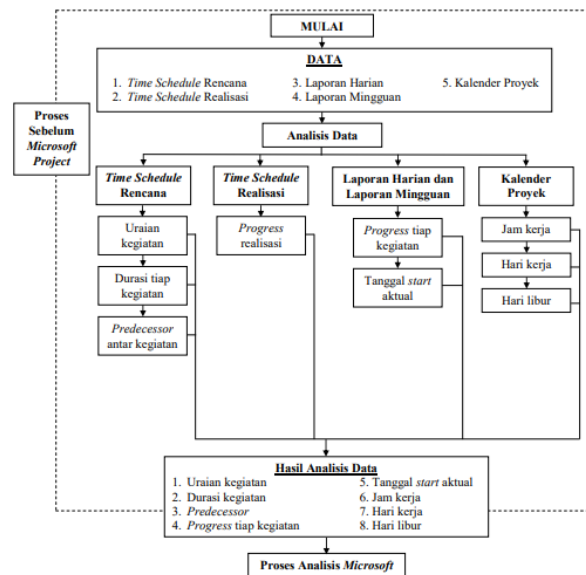 MULAI
DATA
1. Time Schedule Rencana
2. Time Schedule Realisasi
3. Laporan Harian
4. Laporan Mingguan
5. Kalender Proyek
Proses
Sebelum
Microsoft
Project
Analisis Data
Time Schedule
Rencana
Uraian
kegiatan
Durasi tiap
kegiatan
Predecessor
antar kegiatan
Time Schedule
Realisasi
Progress
realisasi
Laporan Harian dan
Laporan Mingguan
Progress tiap
kegiatan
Tanggal start
aktual
Kalender
Proyek
Jam kerja
Hari kerja
Hari libur
Hasil Analisis Data
1. Uraian kegiatan
2. Durasi kegiatan
3. Predecessor
4. Progress tiap kegiatan
5. Tanggal start aktual
6. Jam kerja
7. Hari kerja
8. Hari libur
Proses Analisis Microsoft